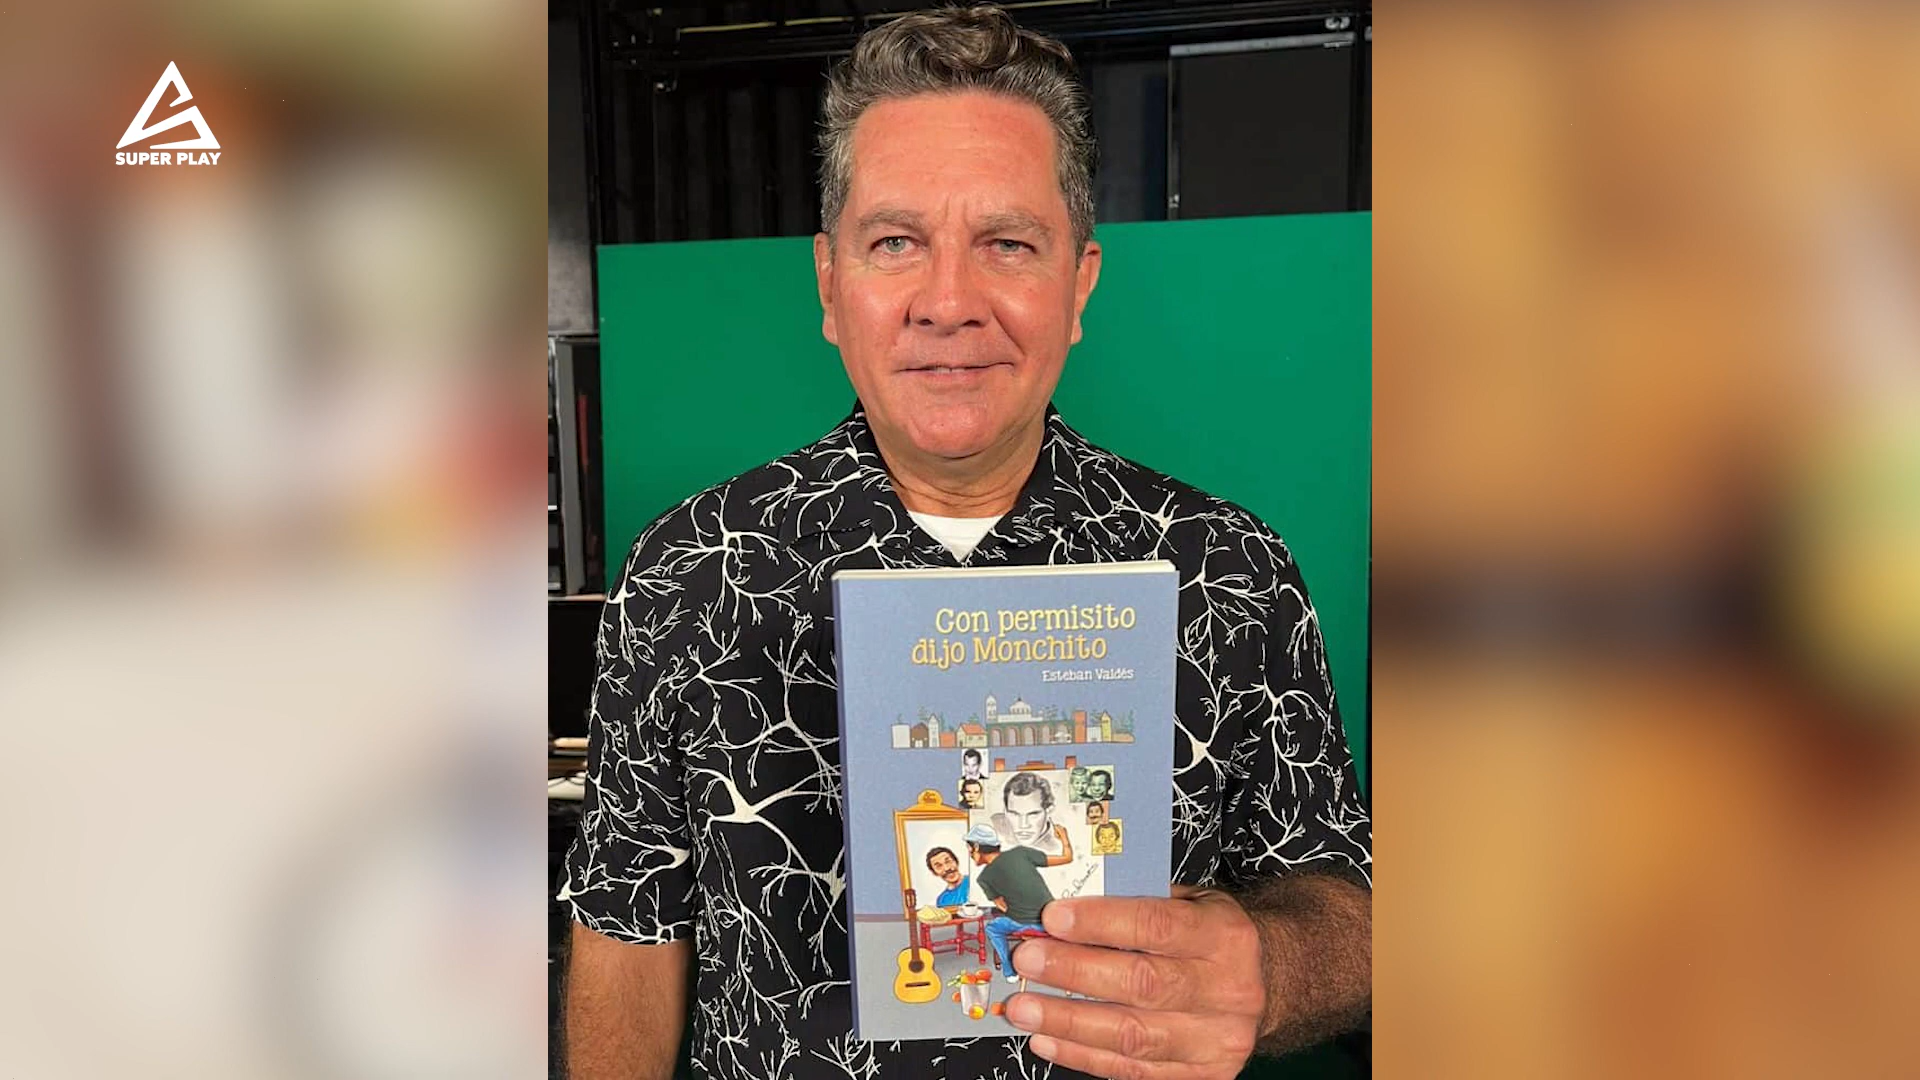 SUPER PLAY
Con permisito
dijo Monchito
Esteban Valdés